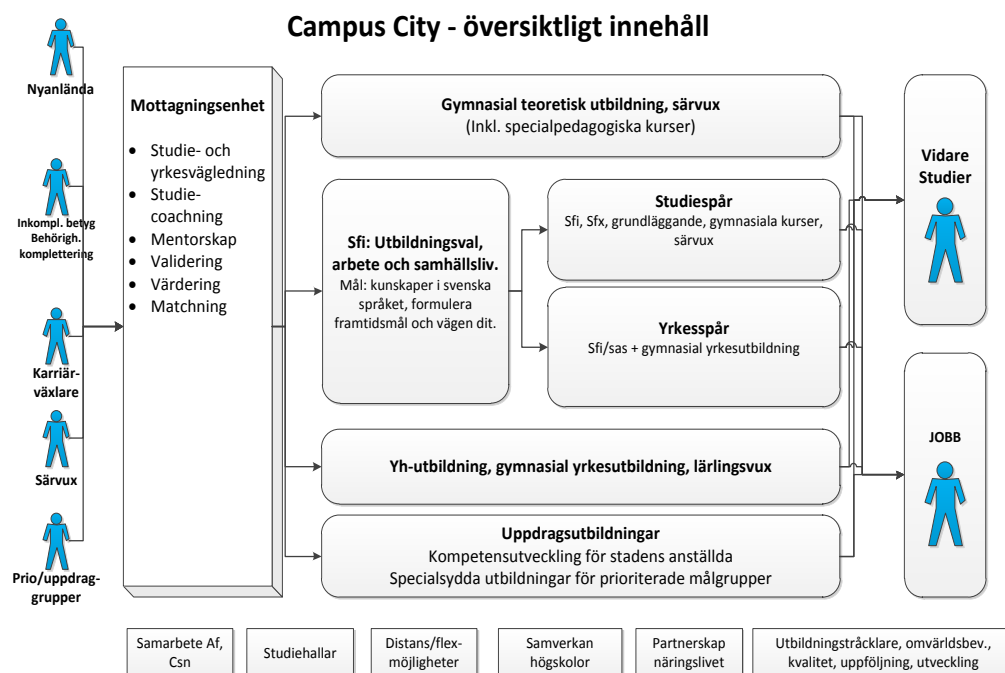 Campus City - översiktligt innehåll
Nyanlända
Inkompl. betyg
Behörigh.
komplettering
Karriär-
växlare
Särvux
Prio/uppdrag-
grupper
Mottagningsenhet
• Studie- och
yrkesvägledning
• Studie-
coachning
• Mentorskap
• Validering
• Värdering
• Matchning
Gymnasial teoretisk utbildning, särvux
(Inkl. specialpedagogiska kurser)
Sfi: Utbildningsval,
arbete och samhällsliv.
Mål: kunskaper i svenska
språket, formulera
framtidsmål och vägen dit.
Studiespår
Sfi, Sfx, grundläggande, gymnasiala kurser,
särvux
Yrkesspår
Sfi/sas + gymnasial yrkesutbildning
Yh-utbildning, gymnasial yrkesutbildning, lärlingsvux
Uppdragsutbildningar
Kompetensutveckling för stadens anställda
Specialsydda utbildningar för prioriterade målgrupper
Vidare
Studier
JOBB
Samarbete Af,
Csn
Studiehallar
Distans/flex-
möjligheter
Samverkan
högskolor
Partnerskap
näringslivet
Utbildningstråcklare, omvärldsbev.,
kvalitet, uppföljning, utveckling